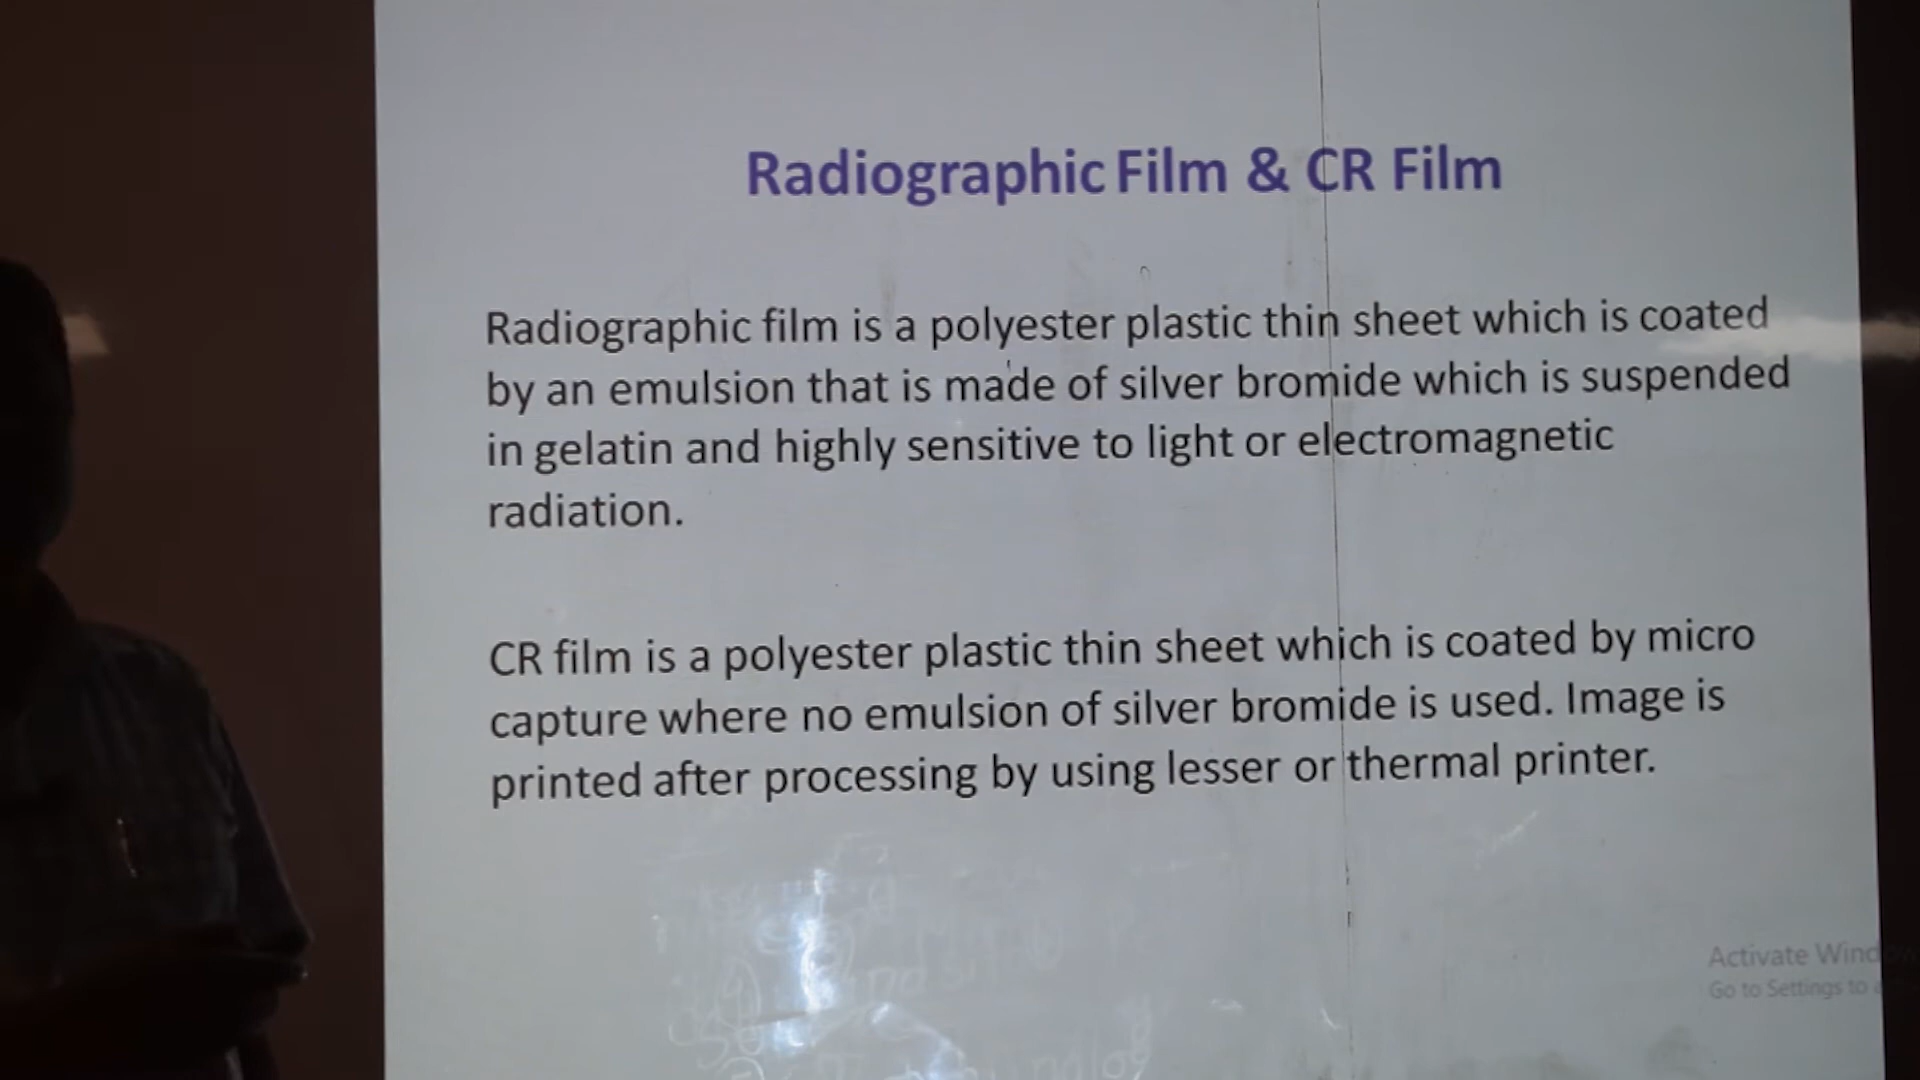 Radiographic Film & CR Film
Radiographic film is a polyester plastic thin sheet which is coated
by an emulsion that is made of silver bromide which is suspended
in gelatin and highly sensitive to light or electromagnetic
radiation.
CR film is a polyester plastic thin sheet which is coated by micro
capture where no emulsion of silver bromide is used. Image is
printed after processing by using lesser or thermal printer.
Activate
Go to Settings to